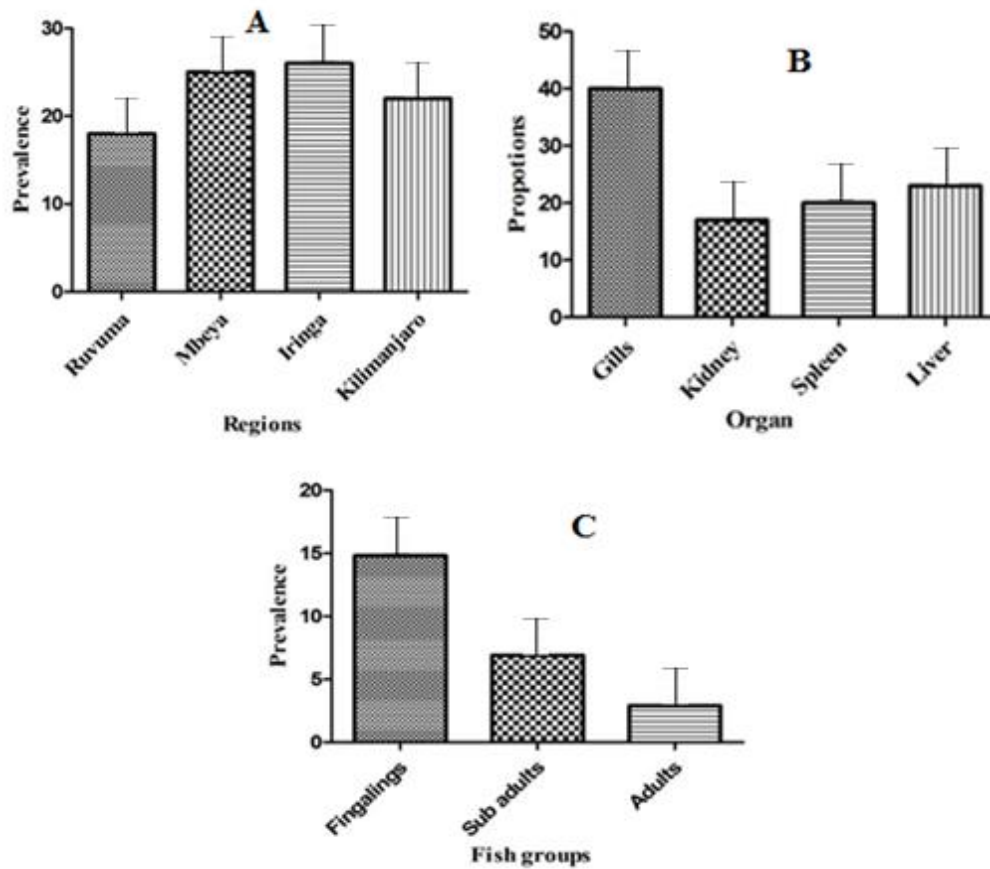 A
Prevalence
30
20
10
0
Ruvuma
Mbeya
Iringa
Kilimanjaro
Regions
B
Propotions
50
40
30
20
10
0
Gills
Kidney
Spleen
Liver
Organ
C
Prevalence
20
15
10
5
0
Fingalings
Sub adults
Adults
Fish groups